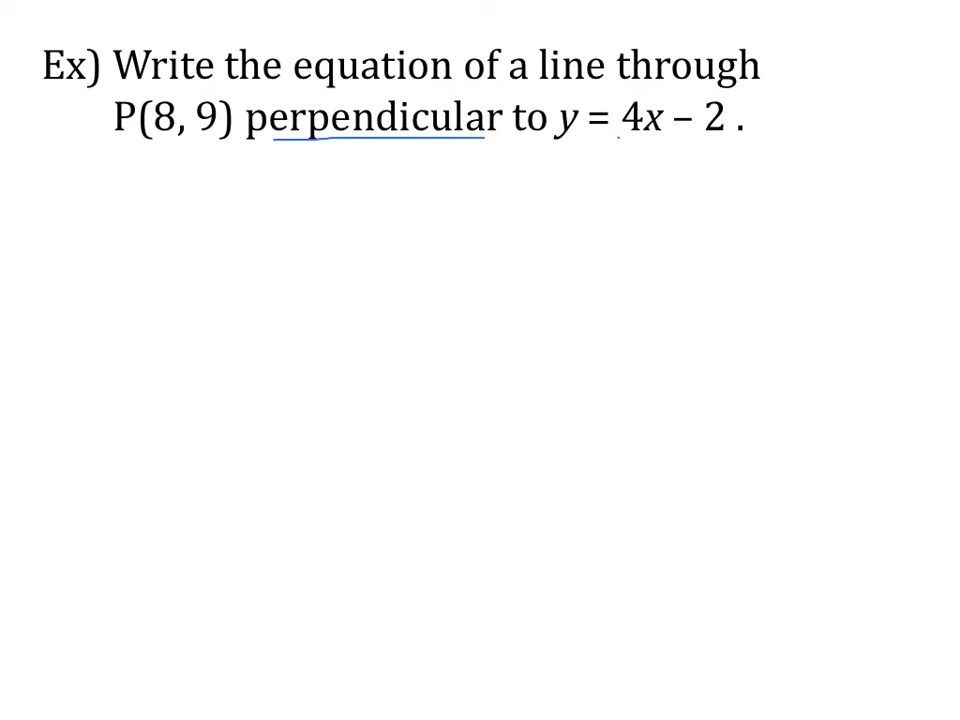 Ex) Write the equation of a line through
P(8, 9) perpendicular to y = 4x – 2 .